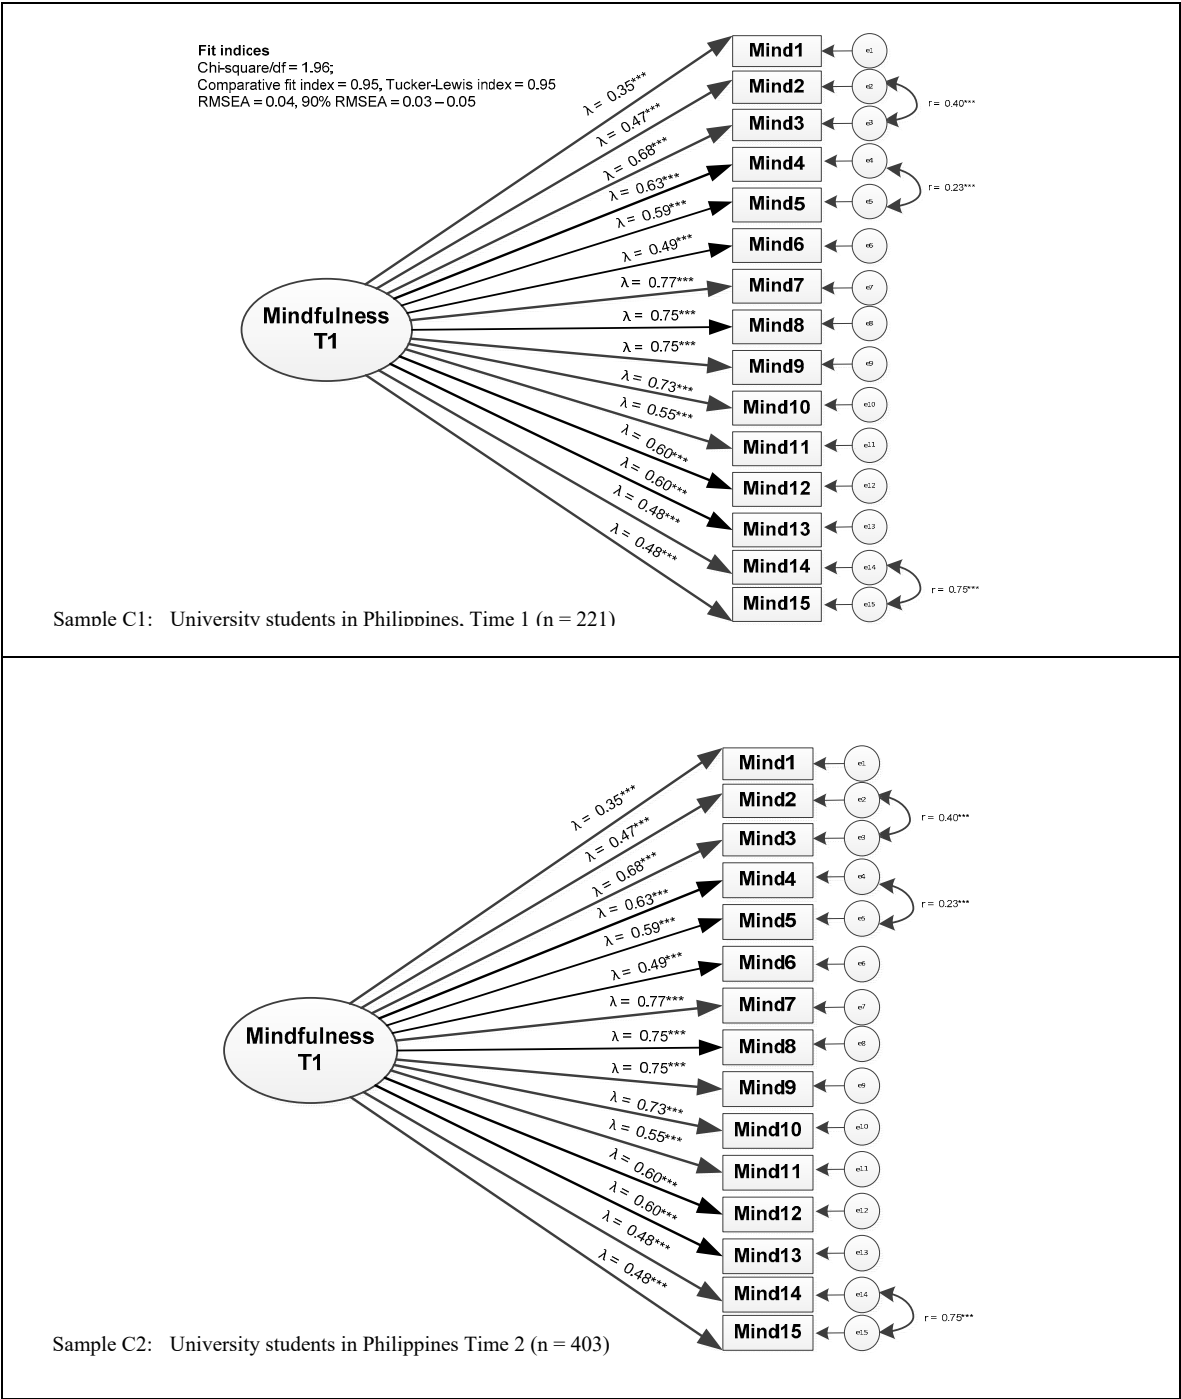 Fit indices
Chi-square/df = 1.96;
Comparative fit index = 0.95, Tucker-Lewis index = 0.95
RMSEA = 0.04, 90% RMSEA = 0.03 – 0.05
Mindfulness
T1
λ = 0.35***
λ = 0.47***
λ = 0.68***
λ = 0.63***
λ = 0.59***
λ = 0.49***
λ = 0.77***
λ = 0.75***
λ = 0.75***
λ = 0.73***
λ = 0.55***
λ = 0.60***
λ = 0.60***
λ = 0.48***
λ = 0.48***
Mind1 e1
Mind2 e2
r = 0.40***
Mind3 e3
Mind4 e4
r = 0.23***
Mind5 e5
Mind6 e6
Mind7 e7
Mind8 e8
Mind9 e9
Mind10 e10
Mind11 e11
Mind12 e12
Mind13 e13
Mind14 e14
r = 0.75***
Mind15 e15
Sample C1: University students in Philippines, Time 1 (n = 221)
Mindfulness
T1
λ = 0.35***
λ = 0.47***
λ = 0.68***
λ = 0.63***
λ = 0.59***
λ = 0.49***
λ = 0.77***
λ = 0.75***
λ = 0.75***
λ = 0.73***
λ = 0.55***
λ = 0.60***
λ = 0.60***
λ = 0.48***
λ = 0.48***
Mind1 e1
Mind2 e2
r = 0.40***
Mind3 e3
Mind4 e4
r = 0.23***
Mind5 e5
Mind6 e6
Mind7 e7
Mind8 e8
Mind9 e9
Mind10 e10
Mind11 e11
Mind12 e12
Mind13 e13
Mind14 e14
r = 0.75***
Mind15 e15
Sample C2: University students in Philippines Time 2 (n = 403)